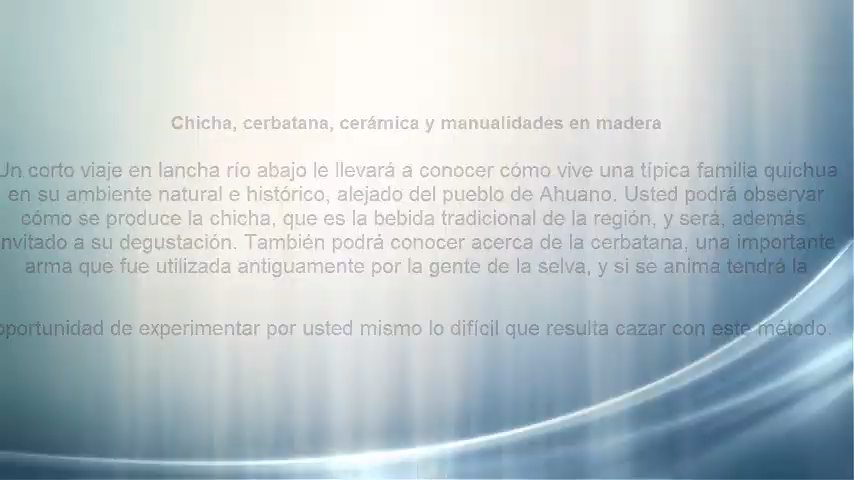 Chicha, cerbatana, cerámica y manualidades en madera
Un corto viaje en lancha río abajo le llevará a conocer cómo vive una típica familia quichua
en su ambiente natural e histórico, alejado del pueblo de Ahuano. Usted podrá observar
cómo se produce la chicha, que es la bebida tradicional de la región, y será, además
nvitado a su degustación. También podrá conocer acerca de la cerbatana, una importante
arma que fue utilizada antiguamente por la gente de la selva, y si se anima tendrá la
oportunidad de experimentar por usted mismo lo difícil que resulta cazar con este método.